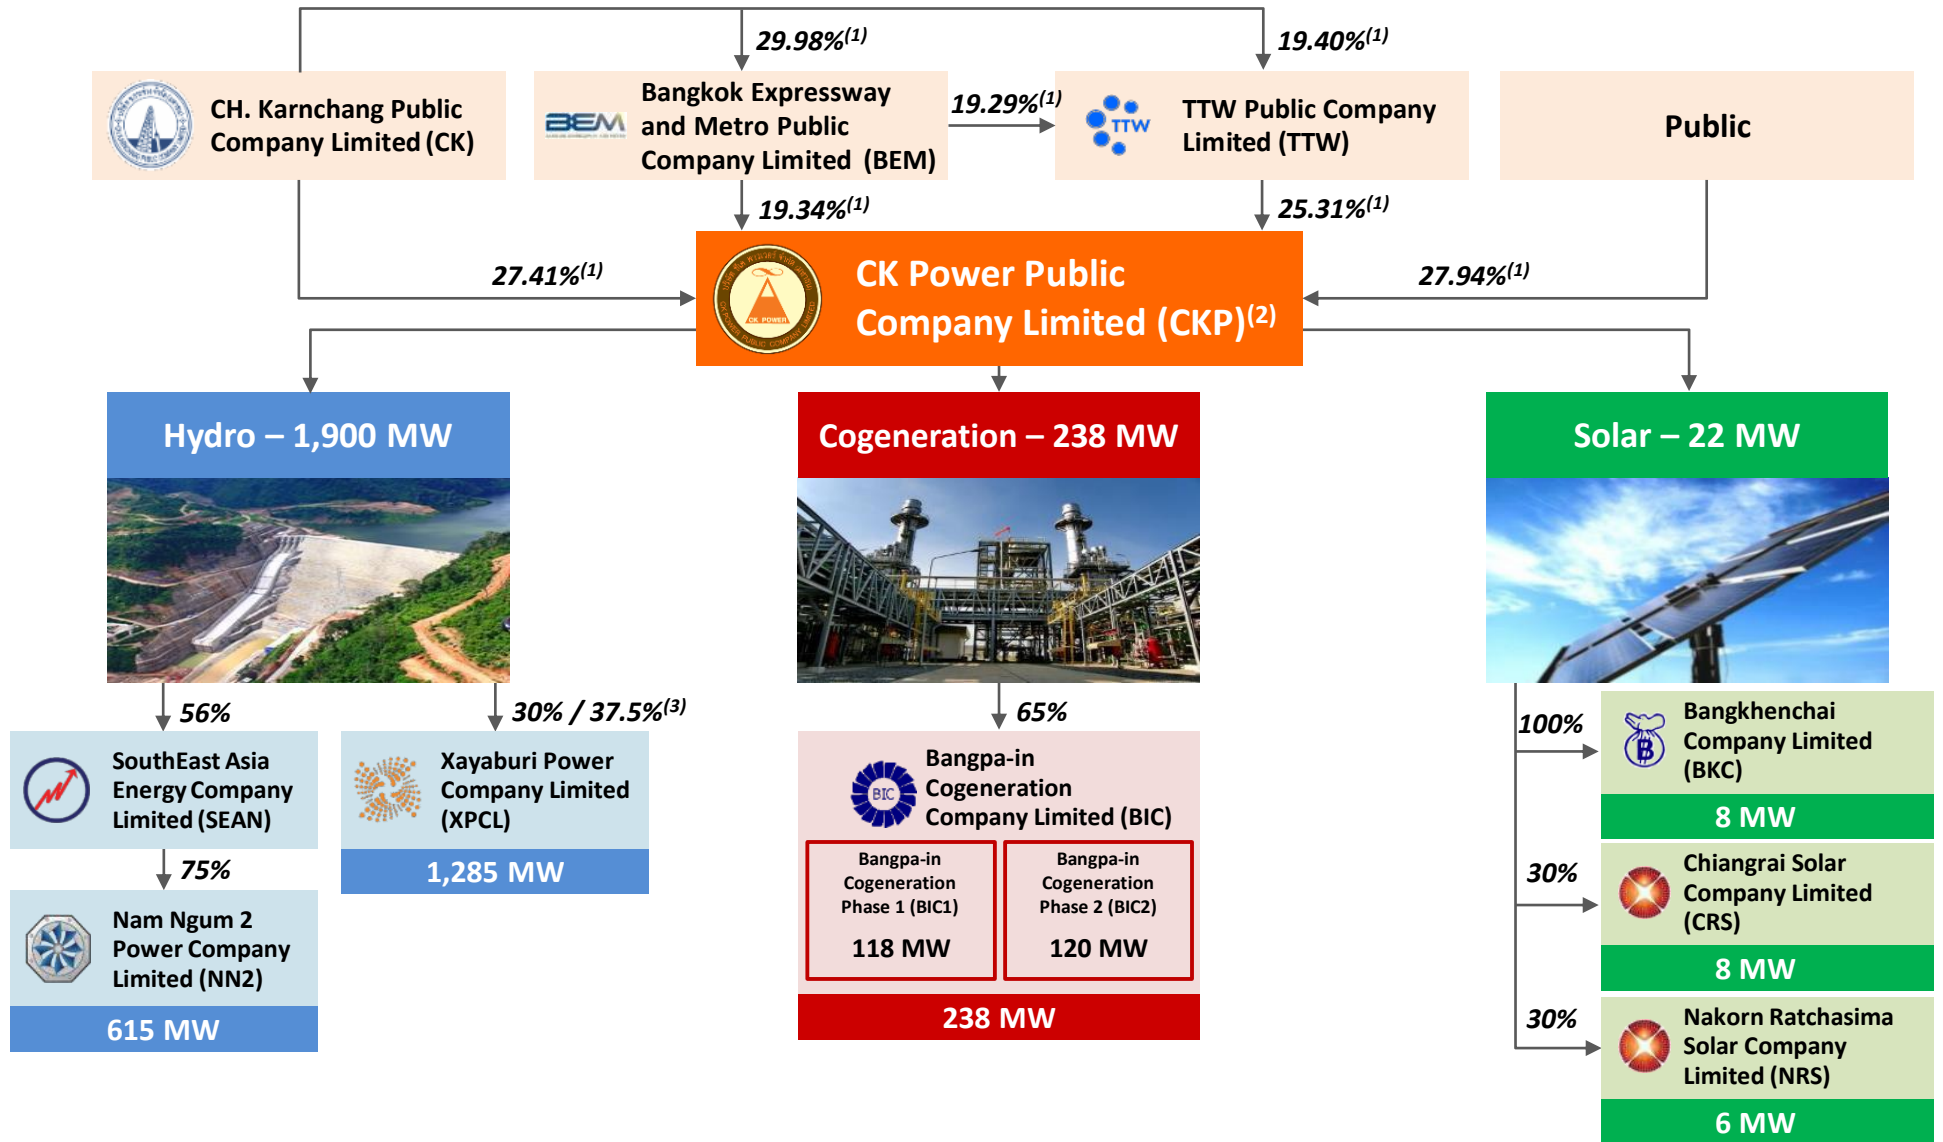 29.98%(1)
19.40%(1)
CH. Karnchang Public
Company Limited (CK)
BEM
Bangkok Expressway
and Metro Public
Company Limited (BEM)
19.29%(1)
TTW
TTW Public Company
Limited (TTW)
Public
19.34%(1)
25.31%(1)
27.41%(1)
CK POWER
CK Power Public
Company Limited (CKP)(2)
27.94%(1)
Hydro – 1,900 MW
Cogeneration – 238 MW
Solar – 22 MW
56%
30% / 37.5%(3)
65%
100%
SouthEast Asia
Energy Company
Limited (SEAN)
Xayaburi Power
Company Limited
(XPCL)
1,285 MW
75%
Nam Ngum 2
Power Company
Limited (NN2)
615 MW
BIC
Bangpa-in
Cogeneration
Company Limited (BIC)
Bangpa-in
Cogeneration
Phase 1 (BIC1)
118 MW
Bangpa-in
Cogeneration
Phase 2 (BIC2)
120 MW
238 MW
B
Bangkhenchai
Company Limited
(BKC)
8 MW
30%
Chiangrai Solar
Company Limited
(CRS)
8 MW
30%
Nakorn Ratchasima
Solar Company
Limited (NRS)
6 MW